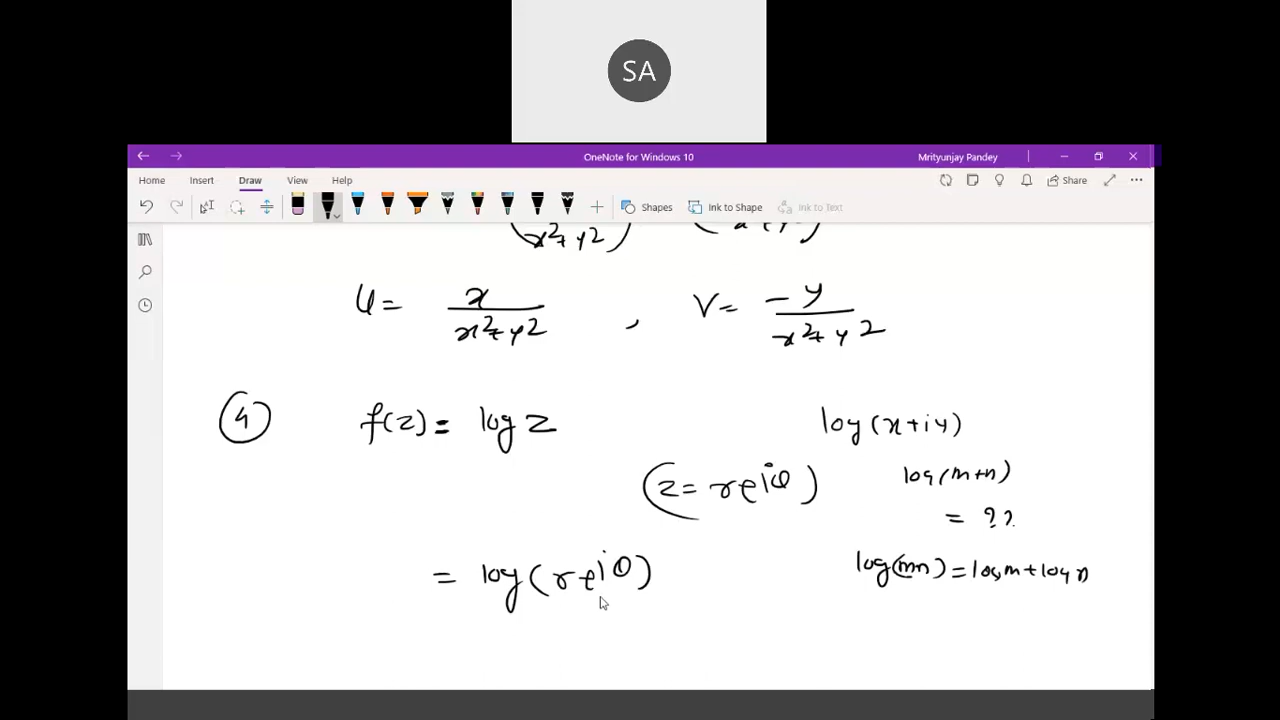 SA
OneNote for Windows 10
Mrityunjay Pandey
Home Insert Draw View Help
Share
Shapes Ink to Shape Ink to Text
x²+y²
U = x / x²+y² , V = -y / x²+y²
④ f(z) = log z
log(x+iy)
(z = re^iθ)
log(m+n)
= ??
= log(re^iθ)
log(mn) = log m + log n